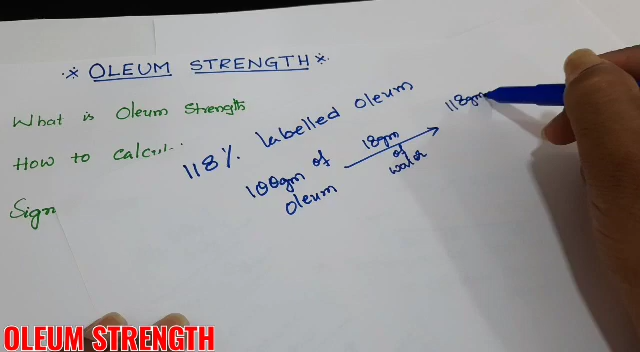 OLEUM STRENGTH
What is Oleum Strength
How to Calcul
Sign
118% labelled oleum
100gm of
oleum
18gm
of
water
118gm
OLEUM STRENGTH